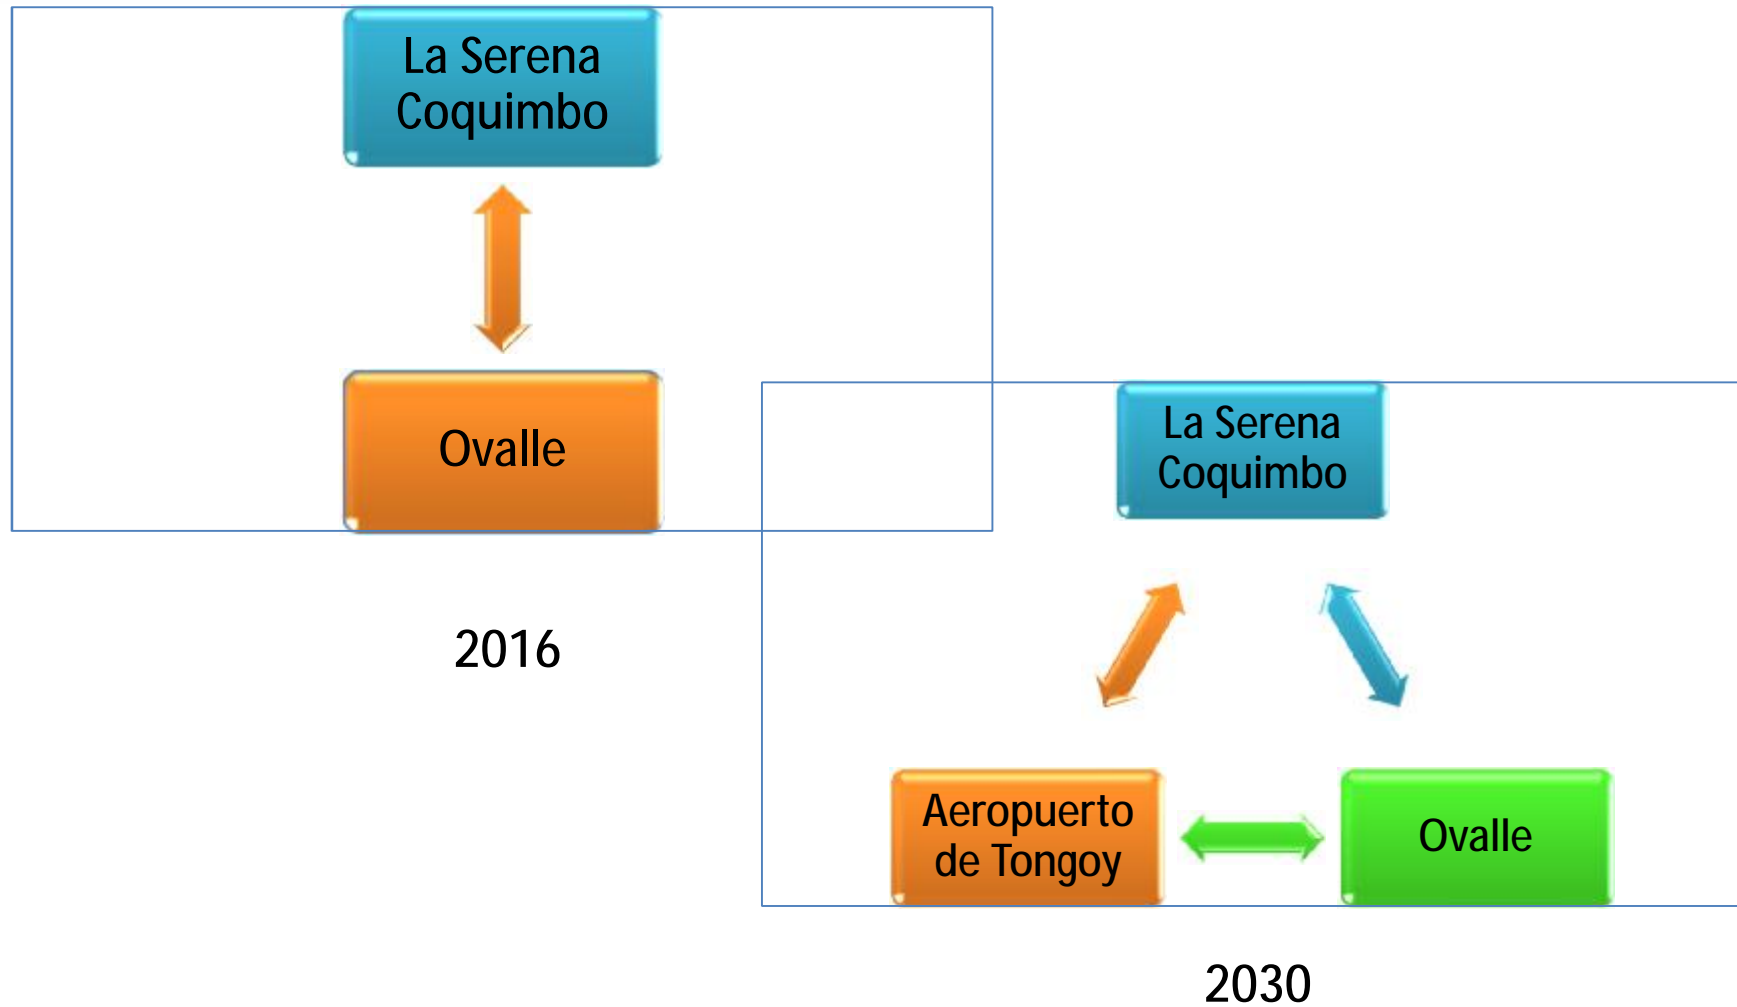 La Serena
Coquimbo
Ovalle
2016
La Serena
Coquimbo
Aeropuerto
de Tongoy
Ovalle
2030